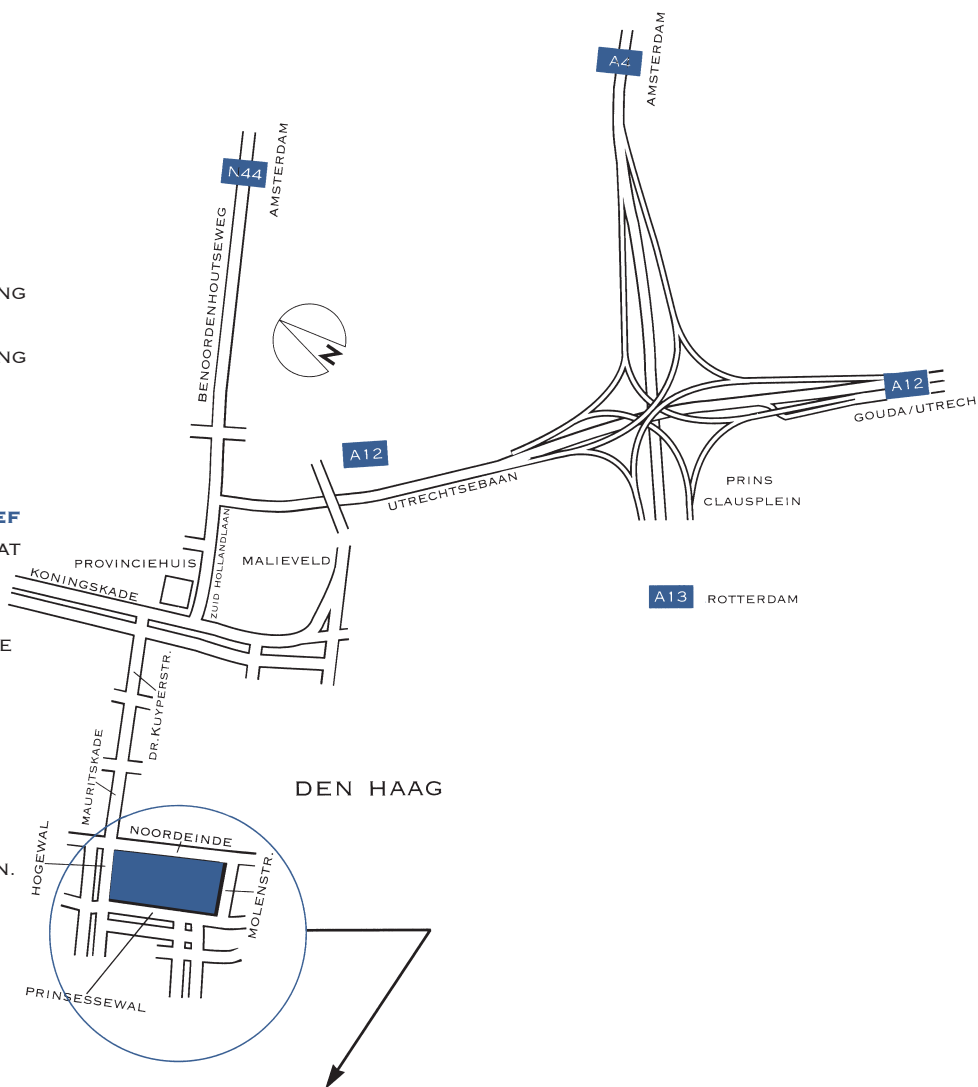 A4
AMSTERDAM
N44
AMSTERDAM
BENOORDENHOUTSEWEG
NG
N
NG
A12
GOUDA/UTRECH
A12
UTRECHTSEBAAN
PRINS
CLAUSPLEIN
EF
AT
ZUID HOLLANDLAAN
PROVINCIEHUIS
MALIEVELD
KONINGSKADE
A13 ROTTERDAM
E
DR.KUYPERSTR.
MAURITSKADE
DEN HAAG
NOORDEINDE
HOGEWAL
N.
MOLENSTR.
PRINSESSEWAL